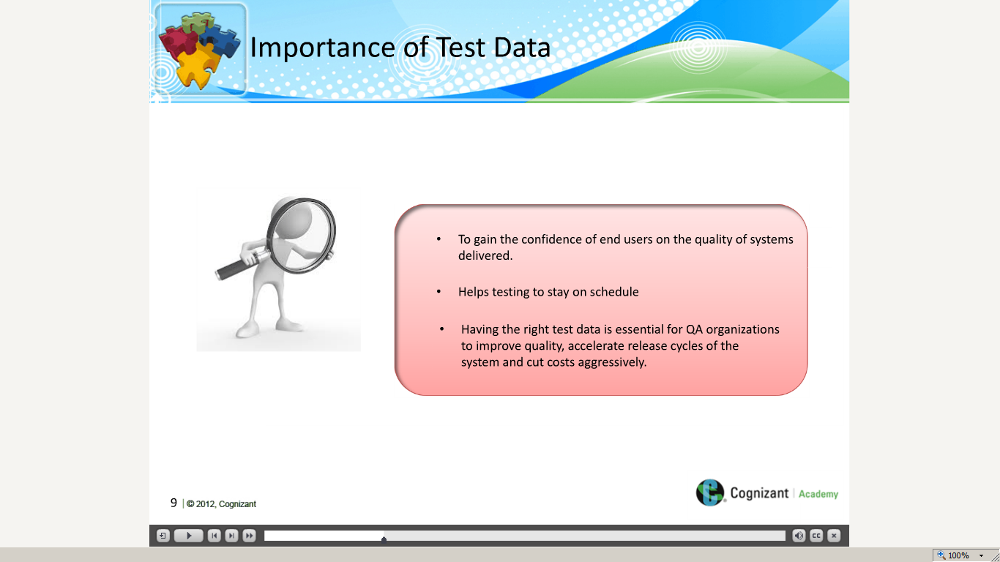 Importance of Test Data
• To gain the confidence of end users on the quality of systems
delivered.
• Helps testing to stay on schedule
• Having the right test data is essential for QA organizations
to improve quality, accelerate release cycles of the
system and cut costs aggressively.
9 | © 2012, Cognizant
Cognizant | Academy
CC
100%